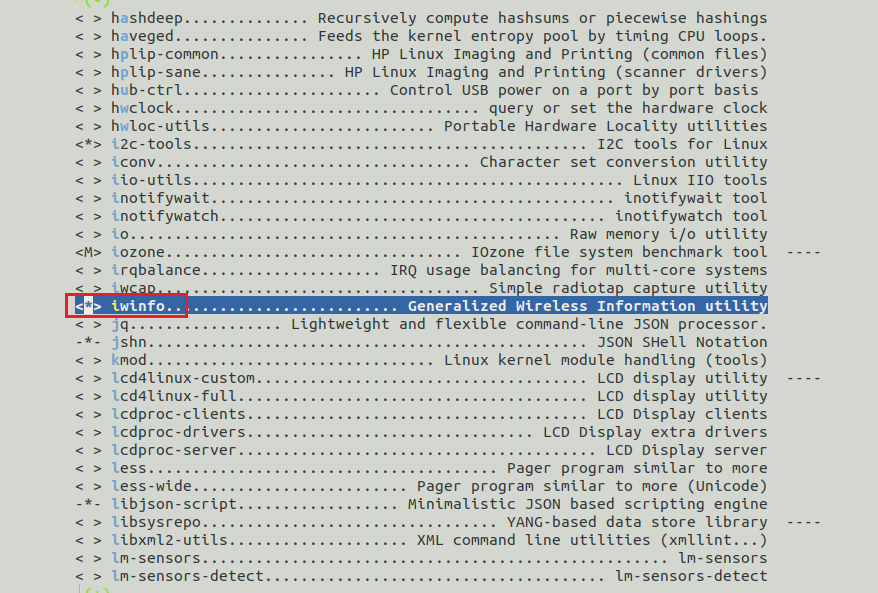 ^(-)
< > hashdeep.............. Recursively compute hashsums or piecewise hashings
< > haveged............... Feeds the kernel entropy pool by timing CPU loops.
< > hplip-common................ HP Linux Imaging and Printing (common files)
< > hplip-sane............... HP Linux Imaging and Printing (scanner drivers)
< > hub-ctrl...................... Control USB power on a port by port basis
< > hwclock.................................. query or set the hardware clock
< > hwloc-utils......................... Portable Hardware Locality utilities
<*> i2c-tools............................................ I2C tools for Linux
< > iconv................................... Character set conversion utility
< > iio-utils................................................ Linux IIO tools
< > inotifywait............................................. inotifywait tool
< > inotifywatch........................................... inotifywatch tool
< > io................................................ Raw memory i/o utility
<M> iozone................................. IOzone file system benchmark tool  ----
< > irqbalance.................... IRQ usage balancing for multi-core systems
< > iwcap.................................... Simple radiotap capture utility
<*> iwinfo.......................... Generalized Wireless Information utility
< > jq................. Lightweight and flexible command-line JSON processor.
-*- jshn.................................................. JSON SHell Notation
< > kmod................................ Linux kernel module handling (tools)
< > lcd4linux-custom..................................... LCD display utility  ----
< > lcd4linux-full....................................... LCD display utility
< > lcdproc-clients...................................... LCD Display clients
< > lcdproc-drivers................................ LCD Display extra drivers
< > lcdproc-server........................................ LCD Display server
< > less....................................... Pager program similar to more
< > less-wide........................ Pager program similar to more (Unicode)
-*- libjson-script.................. Minimalistic JSON based scripting engine
< > libsysrepo................................. YANG-based data store library  ----
< > libxml2-utils.................... XML command line utilities (xmllint...)
< > lm-sensors.................................................... lm-sensors
< > lm-sensors-detect...................................... lm-sensors-detect